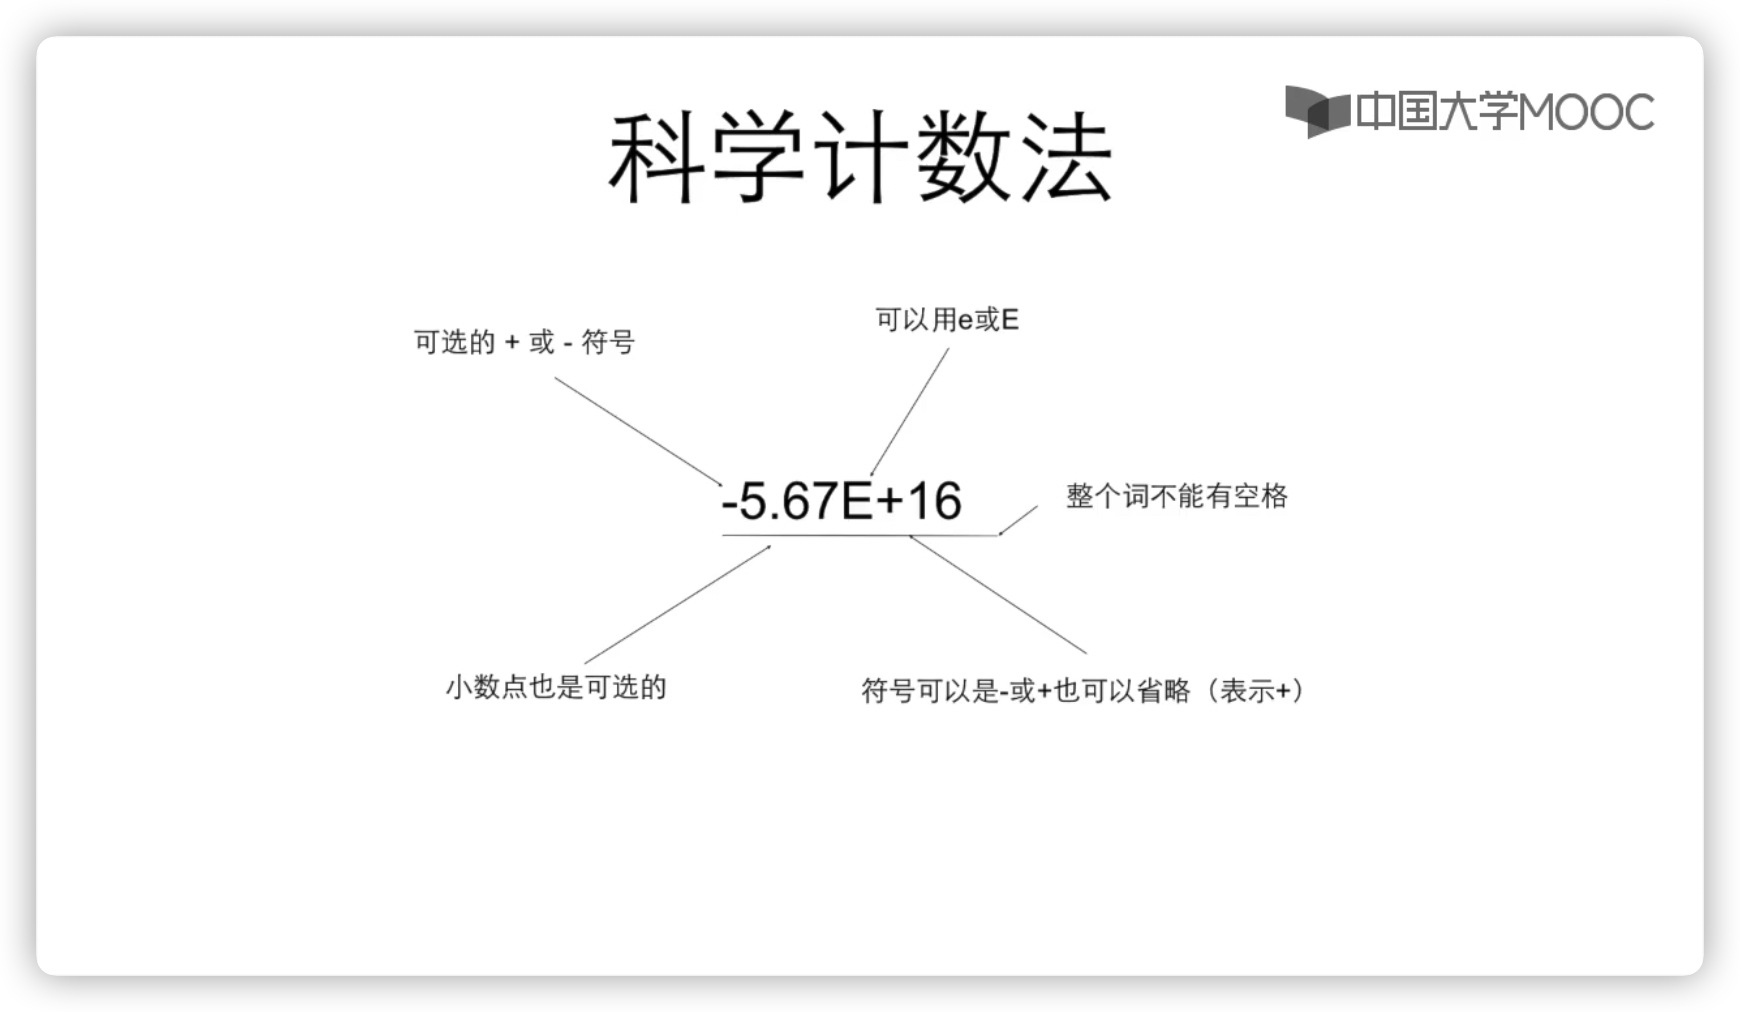 中国大学MOOC
科学计数法
可以用e或E
可选的 + 或 - 符号
-5.67E+16
整个词不能有空格
小数点也是可选的
符号可以是-或+也可以省略（表示+）